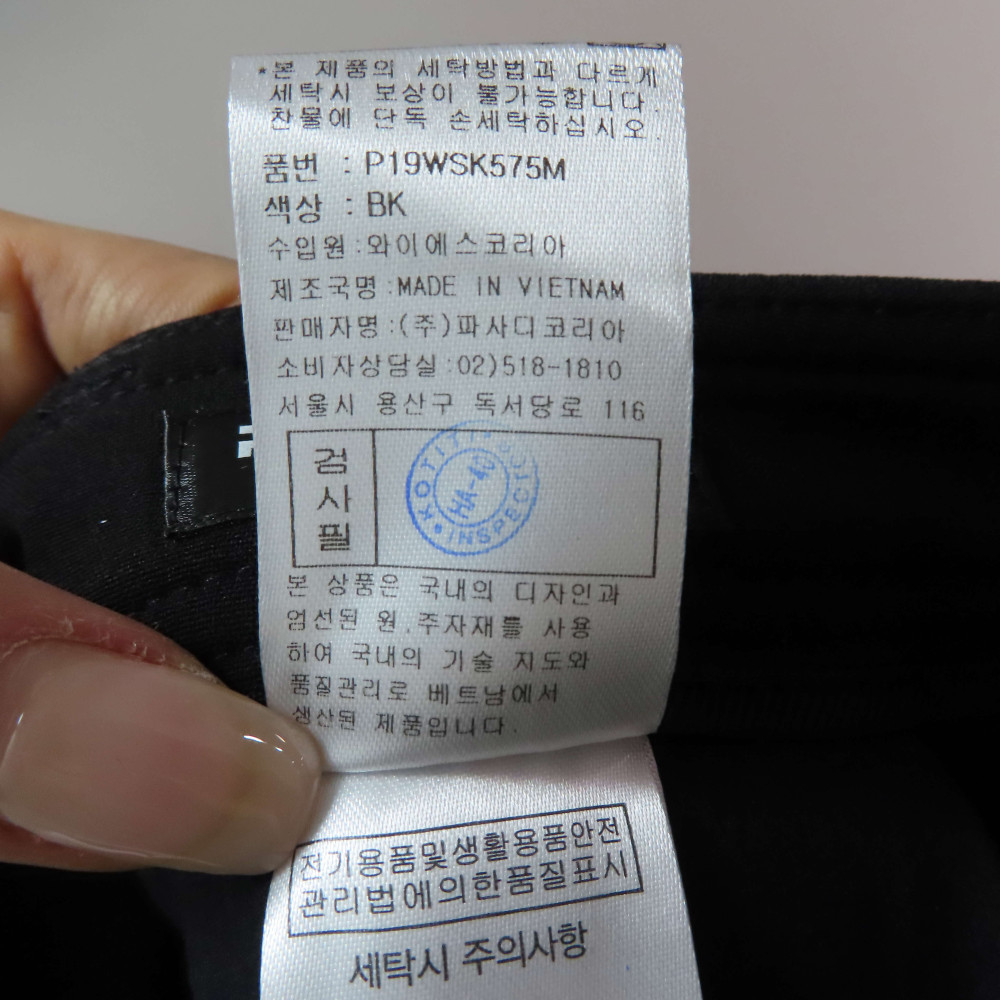 *본 제품의 세탁방법과 다르게
세탁시 보상이 불가능합니다.
찬물에 단독 손세탁하십시오.
품번 : P19WSK575M
색상 : BK
수입원 : 와이에스코리아
제조국명 : MADE IN VIETNAM
판매자명 : (주)파사디코리아
소비자상담실 : 02)518-1810
서울시 용산구 독서당로 116
검
사
필
KOTITI
HA-40
INSPECTO
본 상품은 국내의 디자인과
엄선된 원.주자재를 사용
하여 국내의 기술 지도와
품질관리로 베트남에서
생산된 제품입니다.
전기용품및생활용품안전
관리법에의한품질표시
세탁시 주의사항